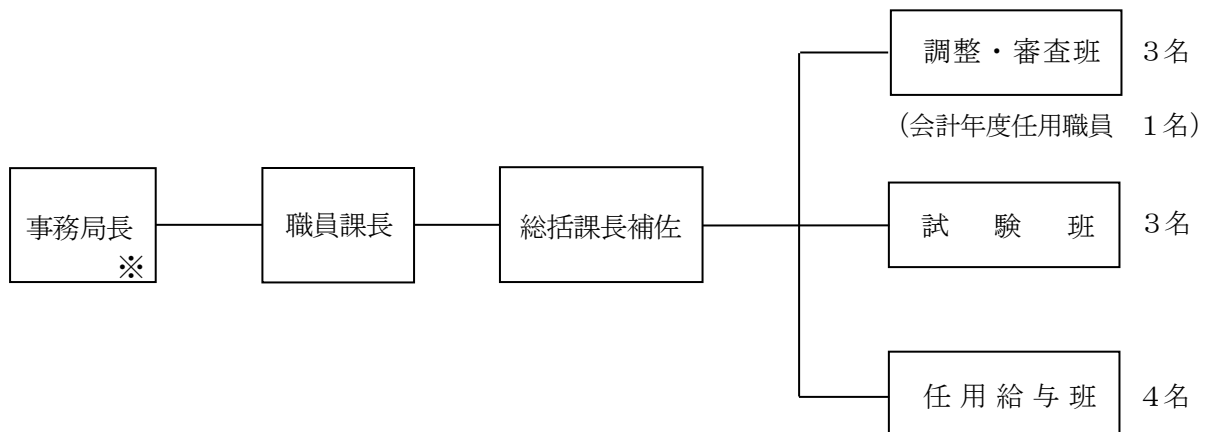 調整・審査班 3名
(会計年度任用職員 1名)
事務局長
※
職員課長
総括課長補佐
試験班 3名
任用給与班 4名